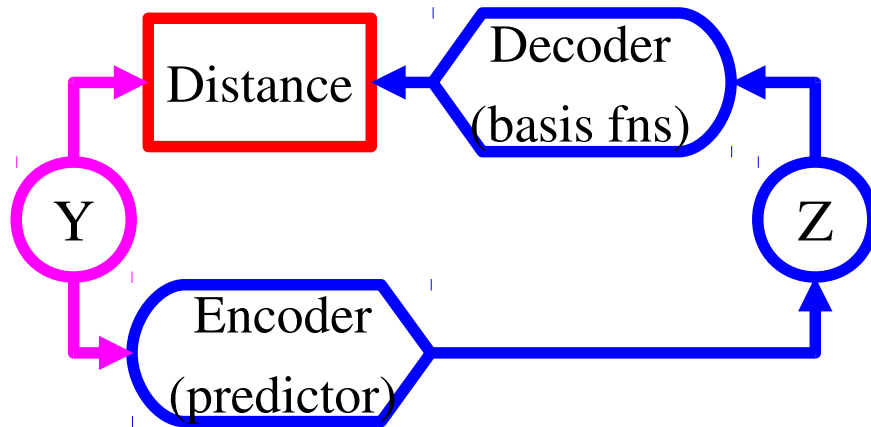 Decoder
Distance
(basis fns)
Y
Z
Encoder
(predictor)